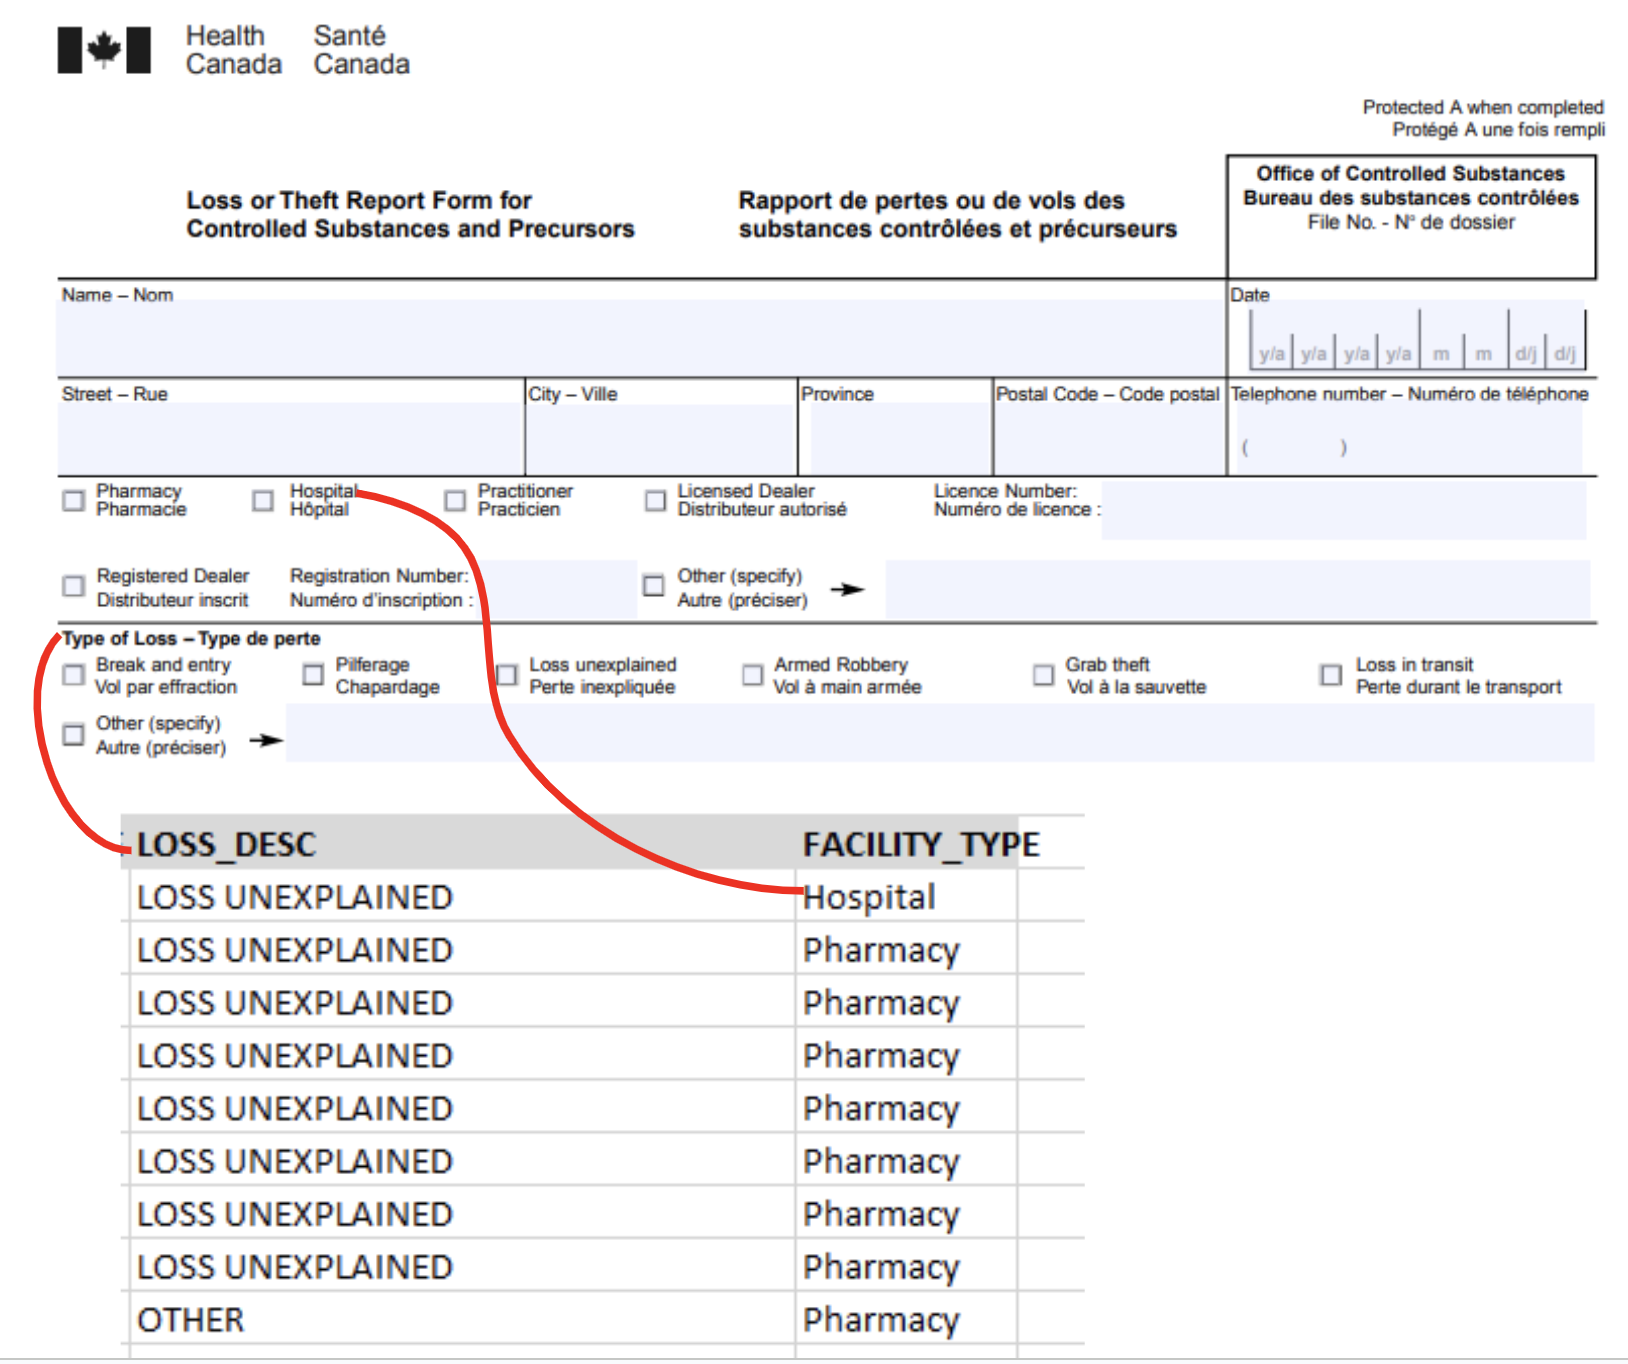 Health Santé
Canada Canada
Protected A when completed
Protégé A une fois rempli
Loss or Theft Report Form for
Controlled Substances and Precursors
Rapport de pertes ou de vols des
substances contrôlées et précurseurs
Office of Controlled Substances
Bureau des substances contrôlées
File No. - N° de dossier
Name – Nom
Date
y/a y/a y/a y/a m m d/j d/j
Street – Rue
City – Ville
Province
Postal Code – Code postal
Telephone number – Numéro de téléphone
( )
Pharmacy
Pharmacie
Hospital
Hôpital
Practitioner
Practicien
Licensed Dealer
Distributeur autorisé
Licence Number:
Numéro de licence :
Registered Dealer
Distributeur inscrit
Registration Number:
Numéro d'inscription :
Other (specify)
Autre (préciser)
Type of Loss – Type de perte
Break and entry
Vol par effraction
Pilferage
Chapardage
Loss unexplained
Perte inexpliquée
Armed Robbery
Vol à main armée
Grab theft
Vol à la sauvette
Loss in transit
Perte durant le transport
Other (specify)
Autre (préciser)
LOSS_DESC FACILITY_TYPE
LOSS UNEXPLAINED Hospital
LOSS UNEXPLAINED Pharmacy
LOSS UNEXPLAINED Pharmacy
LOSS UNEXPLAINED Pharmacy
LOSS UNEXPLAINED Pharmacy
LOSS UNEXPLAINED Pharmacy
LOSS UNEXPLAINED Pharmacy
LOSS UNEXPLAINED Pharmacy
OTHER Pharmacy